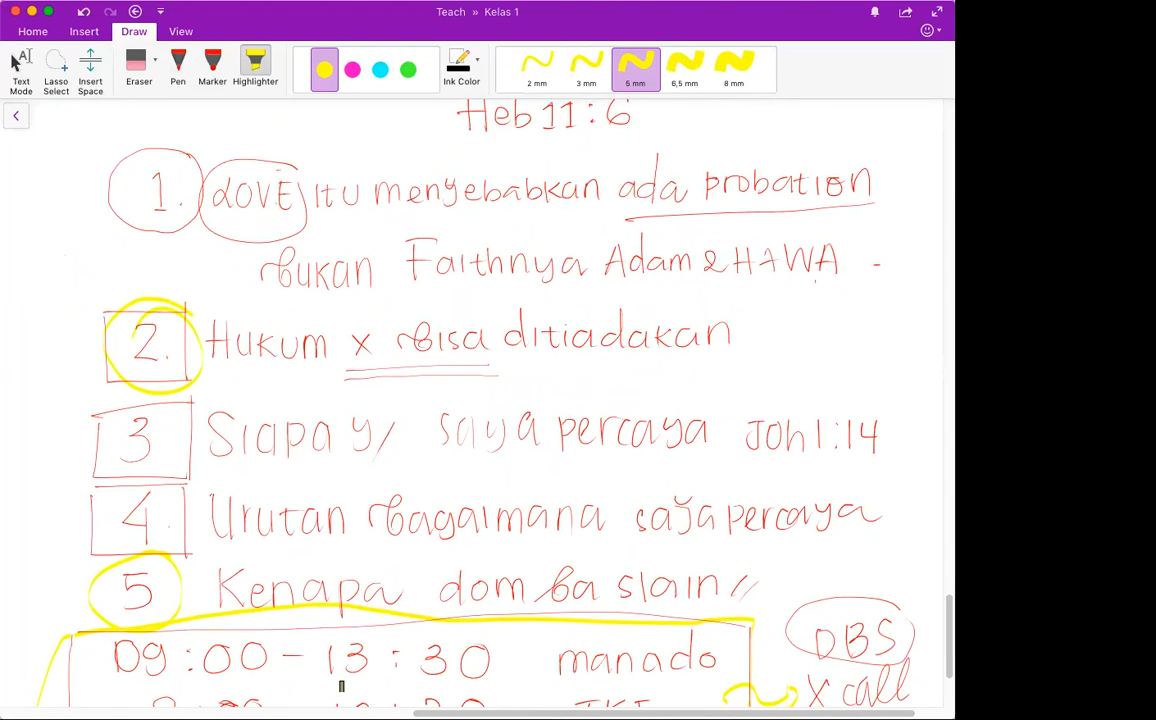 Teach » Kelas 1
Home Insert Draw View
Text Mode Lasso Select Insert Space Eraser Pen Marker Highlighter Ink Color 2 mm 3 mm 5 mm 6,5 mm 8 mm
Heb 11:6
1. LOVE itu menyebabkan ada probation
bukan Faithnya Adam & HAWA
2. Hukum x bisa ditiadakan
3 Siapa y/ saya percaya Joh 1:14
4. Urutan bagaimana saya percaya
5 Kenapa domba slain //
09:00 - 13:30 manado
DBS
X call